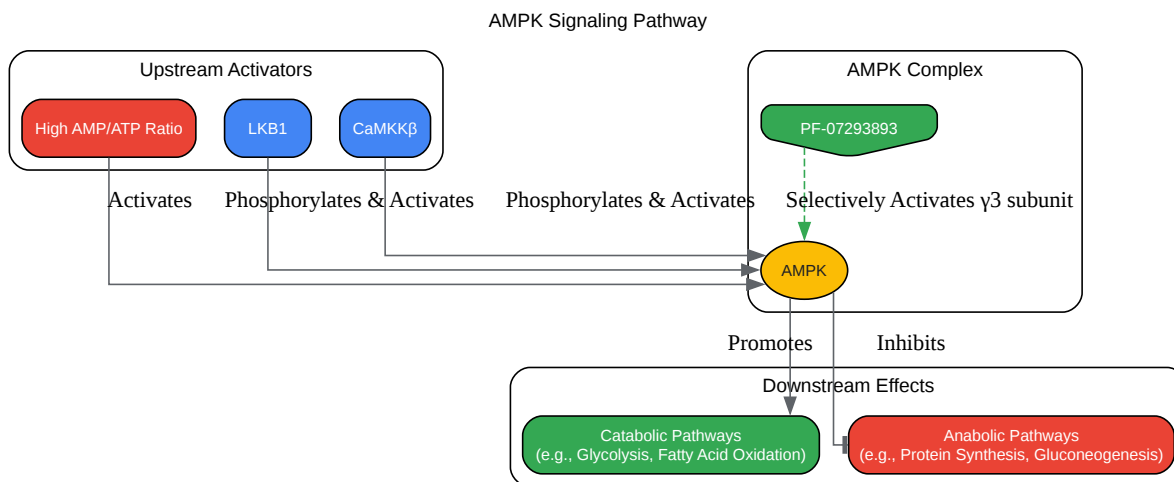 AMPK Signaling Pathway
Upstream Activators
AMPK Complex
High AMP/ATP Ratio
LKB1
CaMKKβ
PF-07293893
Activates
Phosphorylates & Activates
Phosphorylates & Activates
Selectively Activates γ3 subunit
AMPK
Promotes
Inhibits
Downstream Effects
Catabolic Pathways
(e.g., Glycolysis, Fatty Acid Oxidation)
Anabolic Pathways
(e.g., Protein Synthesis, Gluconeogenesis)